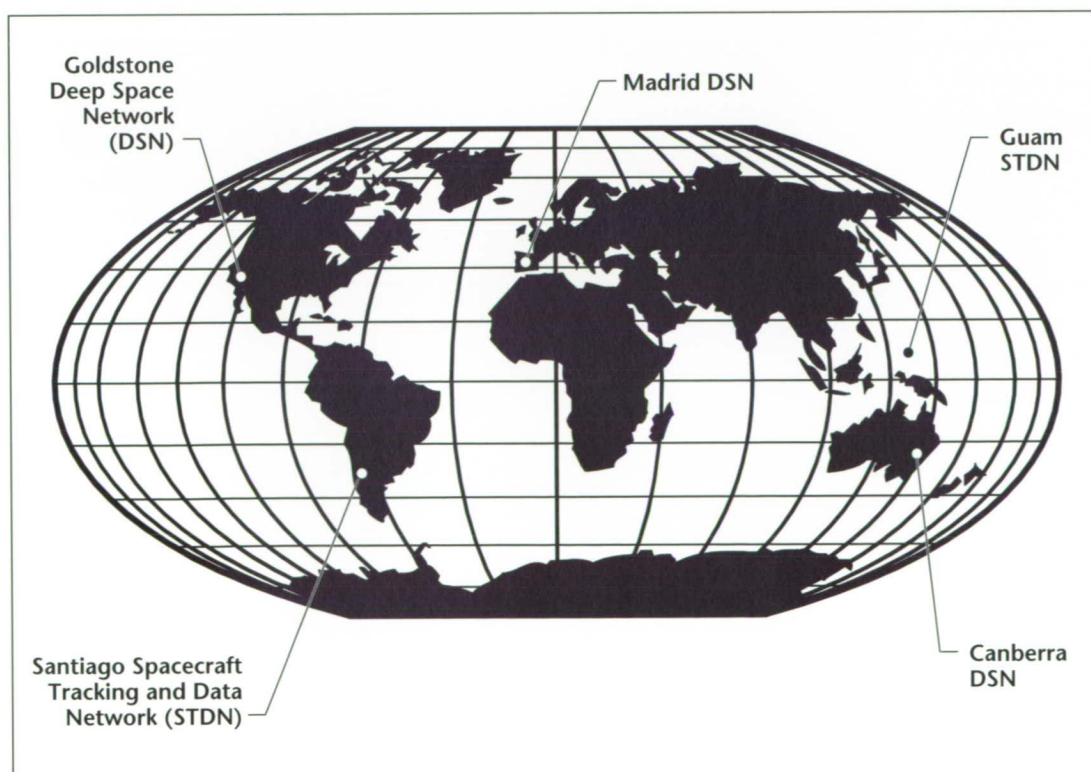 Goldstone
Deep Space
Network
(DSN)
Madrid DSN
Guam
STDN
Santiago Spacecraft
Tracking and Data
Network (STDN)
Canberra
DSN